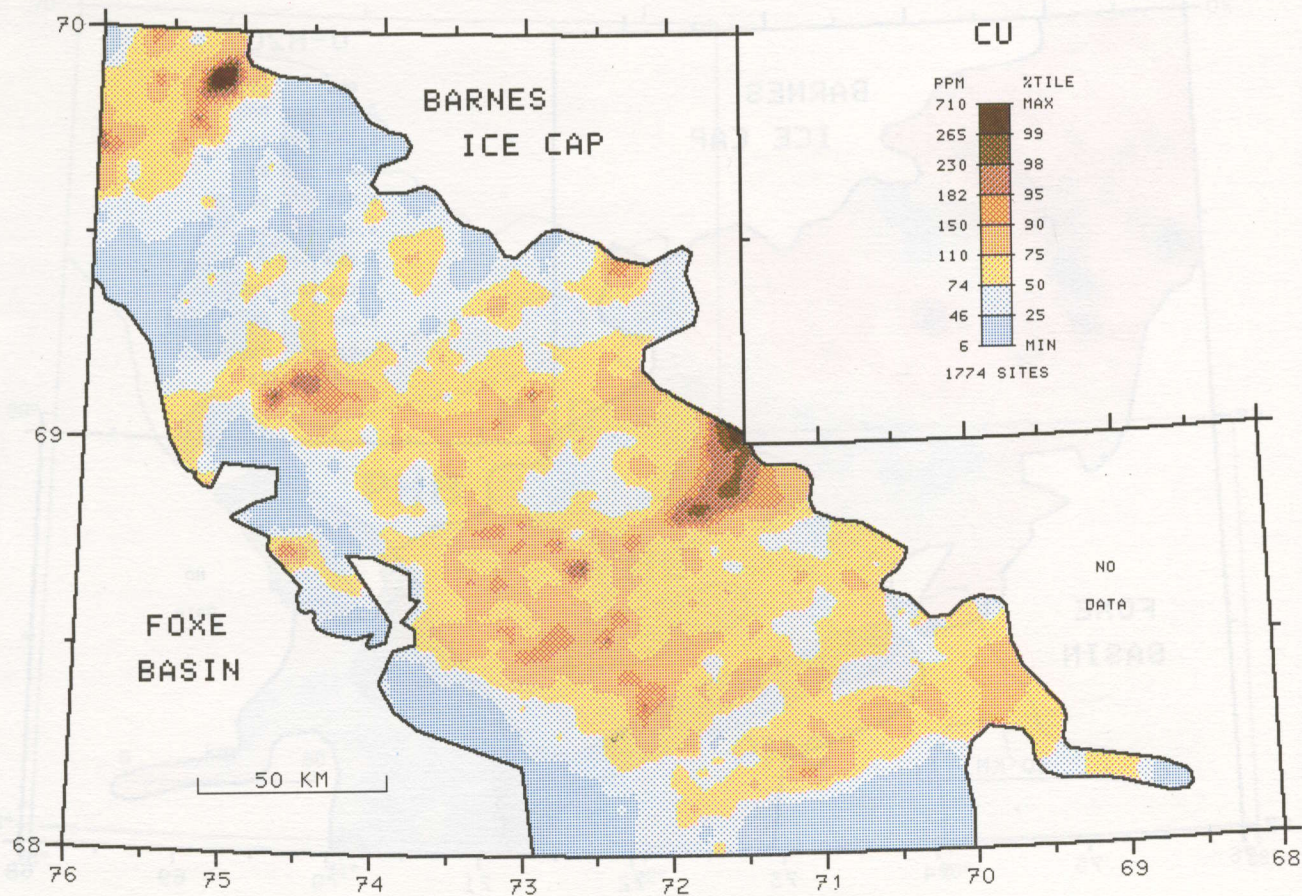 70
CU
BARNES
ICE CAP
PPM %TILE
710 MAX
265 99
230 98
182 95
150 90
110 75
74 50
46 25
6 MIN
1774 SITES
69
NO
DATA
FOXE
BASIN
50 KM
68
76 75 74 73 72 71 70 69 68